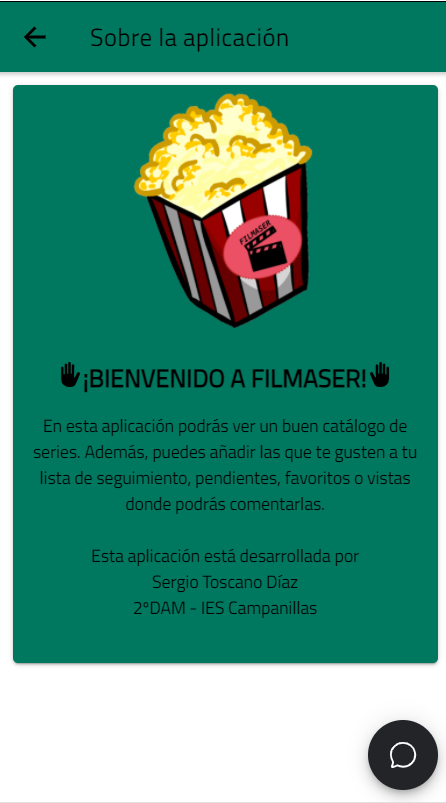 Sobre la aplicación
FILMASER
¡BIENVENIDO A FILMASER!
En esta aplicación podrás ver un buen catálogo de
series. Además, puedes añadir las que te gusten a tu
lista de seguimiento, pendientes, favoritos o vistas
donde podrás comentarlas.
Esta aplicación está desarrollada por
Sergio Toscano Díaz
2ºDAM - IES Campanillas